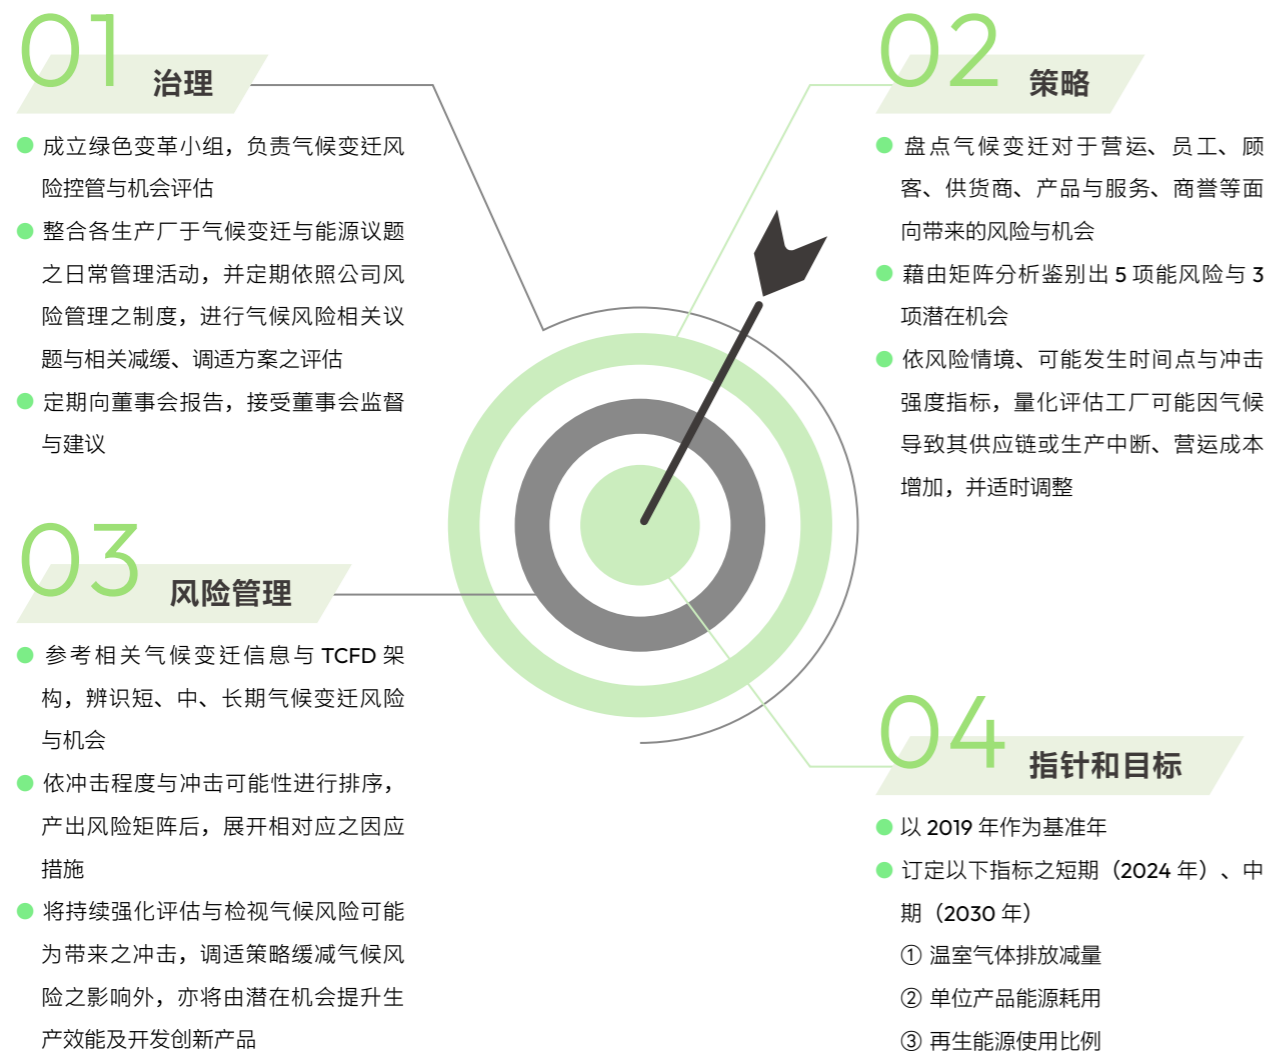 01
治理
成立绿色变革小组，负责气候变迁风
险控管与机会评估
整合各生产厂于气候变迁与能源议题
之日常管理活动，并定期依照公司风
险管理之制度，进行气候风险相关议
题与相关减缓、调适方案之评估
定期向董事会报告，接受董事会监督
与建议
02
策略
盘点气候变迁对于营运、员工、顾
客、供货商、产品与服务、商誉等面
向带来的风险与机会
藉由矩阵分析鉴别出 5 项能风险与 3
项潜在机会
依风险情境、可能发生时间点与冲击
强度指标，量化评估工厂可能因气候
导致其供应链或生产中断、营运成本
增加，并适时调整
03
风险管理
参考相关气候变迁信息与 TCFD 架
构，辨识短、中、长期气候变迁风险
与机会
依冲击程度与冲击可能性进行排序，
产出风险矩阵后，展开相对应之因应
措施
将持续强化评估与检视气候风险可能
为带来之冲击，调适策略缓减气候风
险之影响外，亦将由潜在机会提升生
产效能及开发创新产品
04
指针和目标
以 2019 年作为基准年
订定以下指标之短期（2024 年）、中
期（2030 年）
① 温室气体排放减量
② 单位产品能源耗用
③ 再生能源使用比例